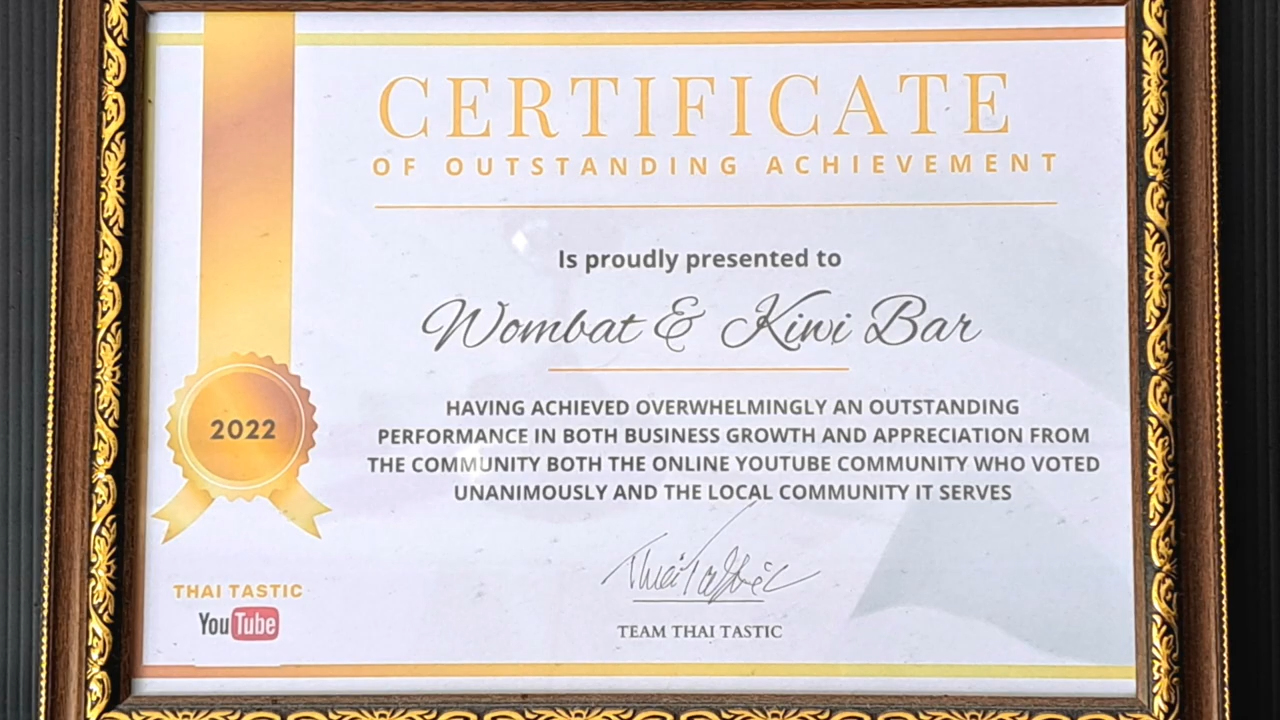 CERTIFICATE
OF OUTSTANDING ACHIEVEMENT
Is proudly presented to
Wombat & Kiwi Bar
HAVING ACHIEVED OVERWHELMINGLY AN OUTSTANDING
PERFORMANCE IN BOTH BUSINESS GROWTH AND APPRECIATION FROM
THE COMMUNITY BOTH THE ONLINE YOUTUBE COMMUNITY WHO VOTED
UNANIMOUSLY AND THE LOCAL COMMUNITY IT SERVES
2022
Thai Tastic
TEAM THAI TASTIC
THAI TASTIC
YouTube